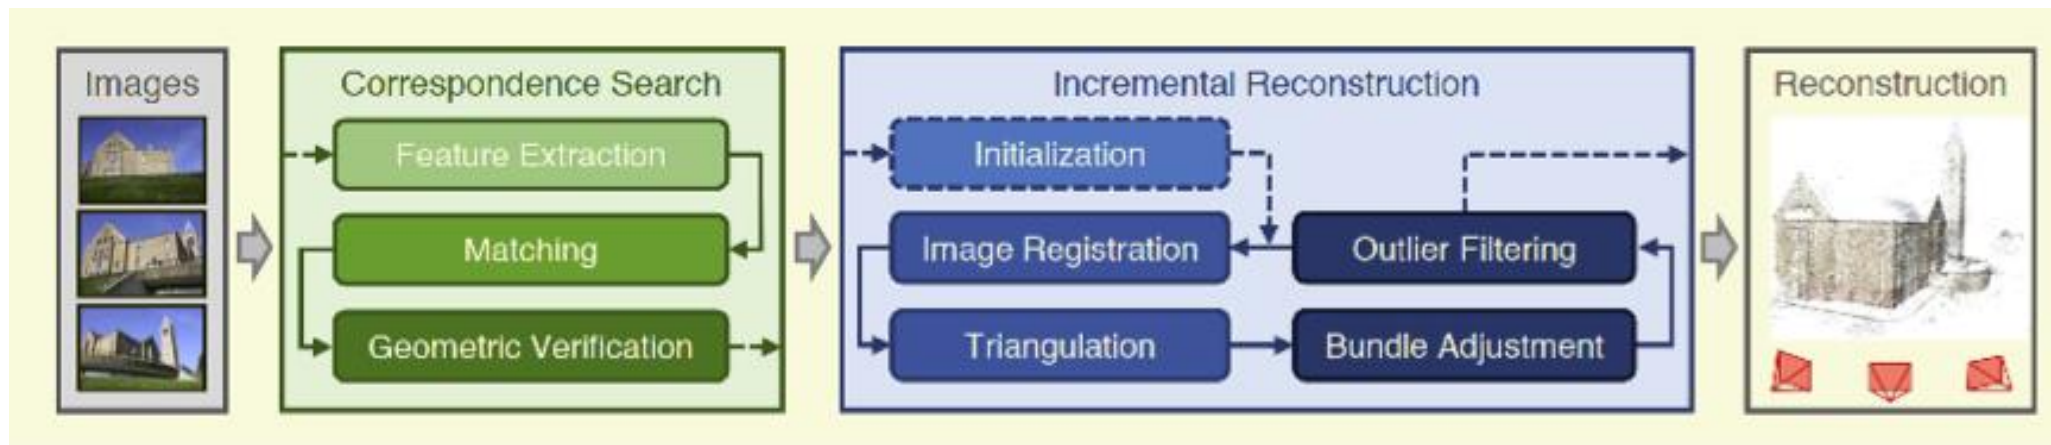 Images
Correspondence Search
Feature Extraction
Matching
Geometric Verification
Incremental Reconstruction
Initialization
Image Registration
Outlier Filtering
Triangulation
Bundle Adjustment
Reconstruction